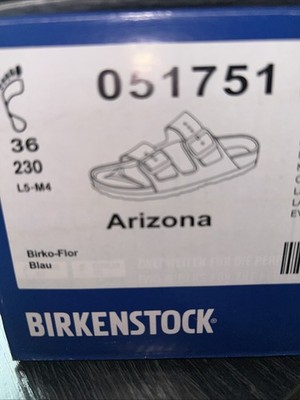 051751
36
230
L5-M4
Arizona
Birko-Flor
Blau
BIRKENSTOCK